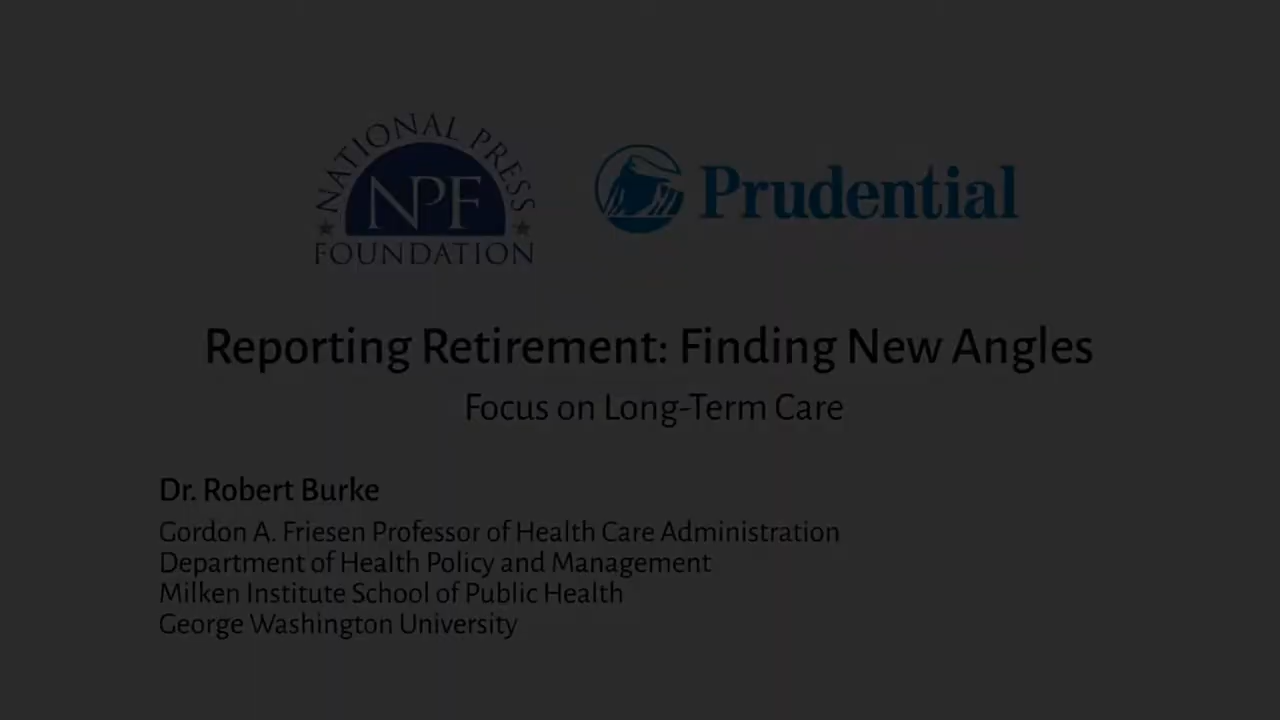 NATIONAL PRESS
NPF
FOUNDATION
Prudential
Reporting Retirement: Finding New Angles
Focus on Long-Term Care
Dr. Robert Burke
Gordon A. Friesen Professor of Health Care Administration
Department of Health Policy and Management
Milken Institute School of Public Health
George Washington University